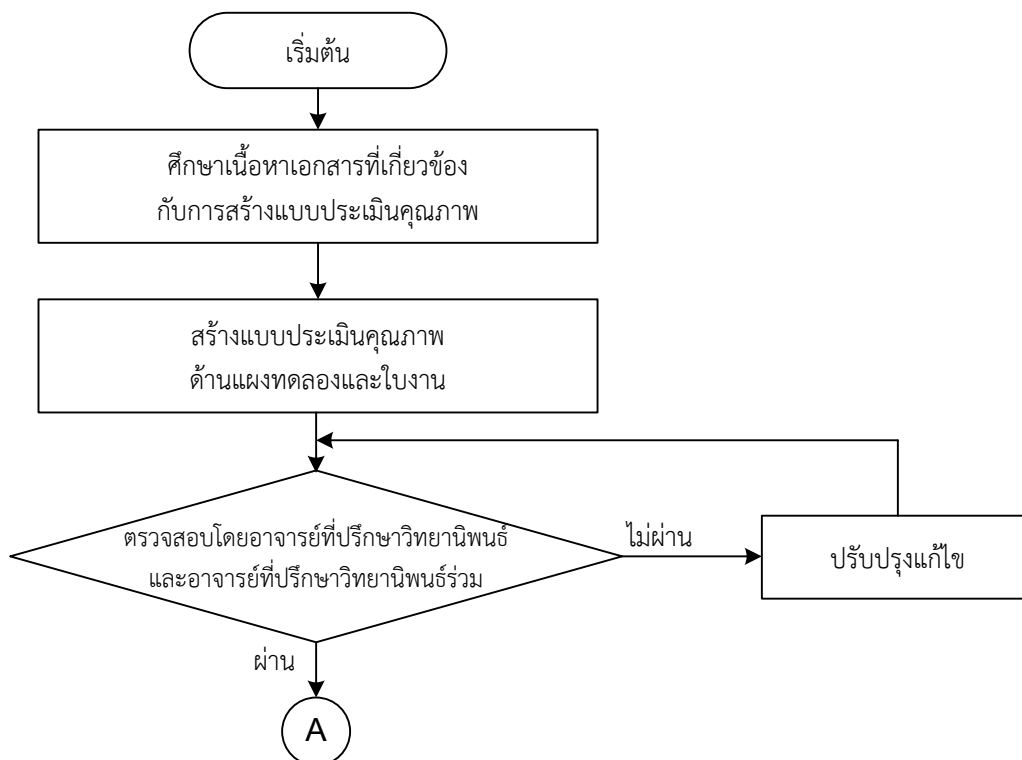 เริ่มต้น
ศึกษาเนื้อหาเอกสารที่เกี่ยวข้อง
กับการสร้างแบบประเมินคุณภาพ
สร้างแบบประเมินคุณภาพ
ด้านแผงทดลองและใบงาน
ตรวจสอบโดยอาจารย์ที่ปรึกษาวิทยานิพนธ์
และอาจารย์ที่ปรึกษาวิทยานิพนธ์ร่วม
ไม่ผ่าน
ปรับปรุงแก้ไข
ผ่าน
A